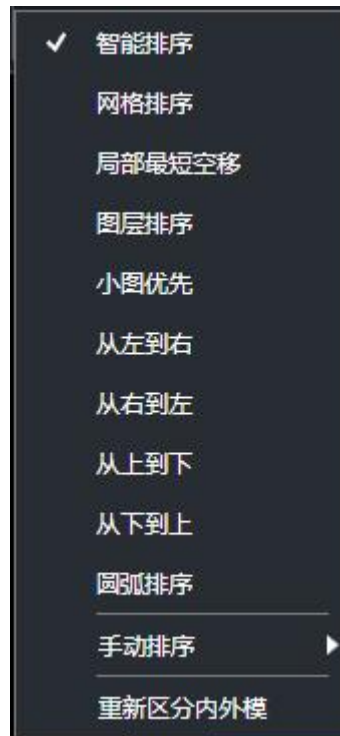 智能排序
网格排序
局部最短空移
图层排序
小图优先
从左到右
从右到左
从上到下
从下到上
圆弧排序
手动排序
重新区分内外模